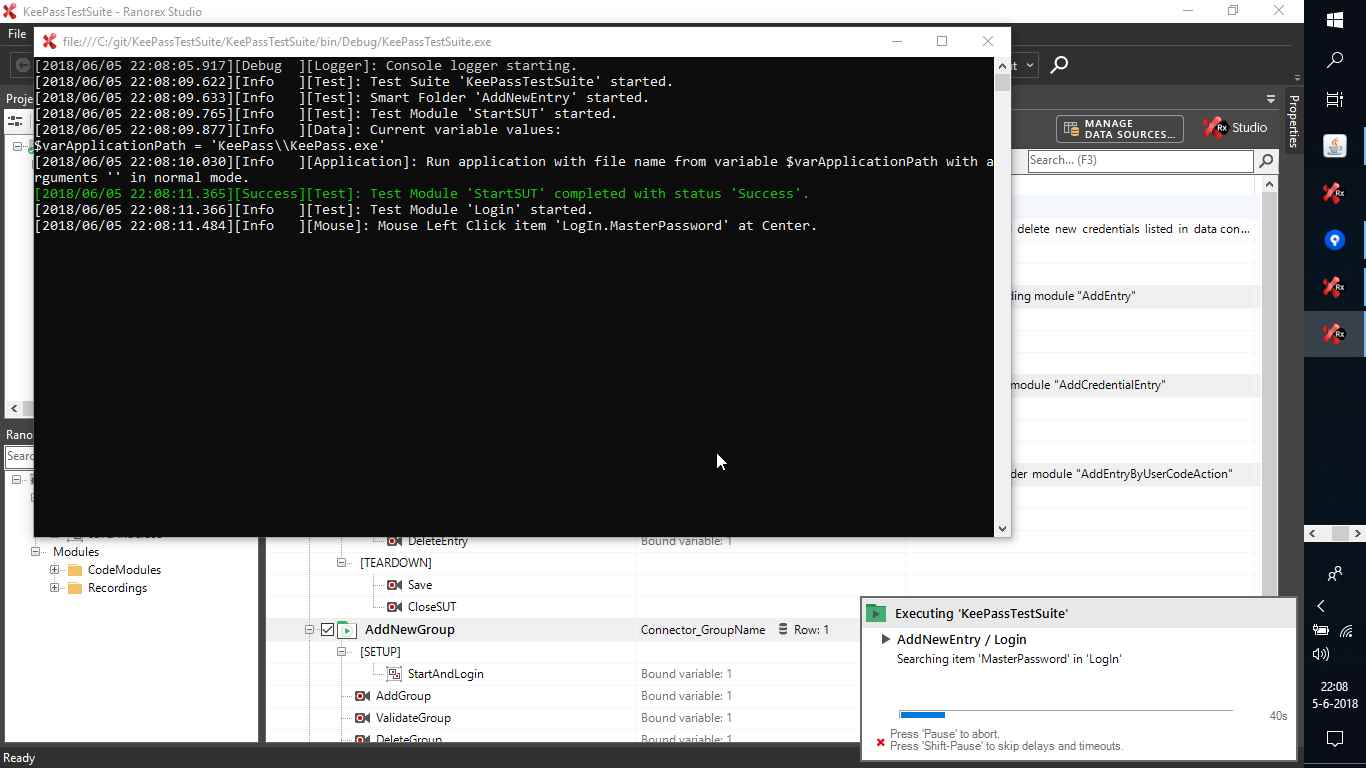 KeePassTestSuite - Ranorex Studio
File
file:///C:/git/KeePassTestSuite/KeePassTestSuite/bin/Debug/KeePassTestSuite.exe
[2018/06/05 22:08:05.917][Debug  ][Logger]: Console logger starting.
[2018/06/05 22:08:09.622][Info   ][Test]: Test Suite 'KeePassTestSuite' started.
[2018/06/05 22:08:09.633][Info   ][Test]: Smart Folder 'AddNewEntry' started.
[2018/06/05 22:08:09.765][Info   ][Test]: Test Module 'StartSUT' started.
[2018/06/05 22:08:09.877][Info   ][Data]: Current variable values:
$varApplicationPath = 'KeePass\\KeePass.exe'
[2018/06/05 22:08:10.030][Info   ][Application]: Run application with file name from variable $varApplicationPath with a
rguments '' in normal mode.
[2018/06/05 22:08:11.365][Success][Test]: Test Module 'StartSUT' completed with status 'Success'.
[2018/06/05 22:08:11.366][Info   ][Test]: Test Module 'Login' started.
[2018/06/05 22:08:11.484][Info   ][Mouse]: Mouse Left Click item 'LogIn.MasterPassword' at Center.
Proje
Rano
Searc
Modules
CodeModules
Recordings
Ready
ut
MANAGE
DATA SOURCES...
Rx Studio
Properties
Search... (F3)
delete new credentials listed in data con...
ding module "AddEntry"
module "AddCredentialEntry"
der module "AddEntryByUserCodeAction"
DeleteEntry Bound variable: 1
[TEARDOWN]
Save
CloseSUT
AddNewGroup Connector_GroupName Row: 1
[SETUP]
StartAndLogin Bound variable: 1
AddGroup Bound variable: 1
ValidateGroup Bound variable: 1
DeleteGroup Bound variable: 1
Executing 'KeePassTestSuite'
AddNewEntry / Login
Searching item 'MasterPassword' in 'LogIn'
40s
Press 'Pause' to abort.
Press 'Shift-Pause' to skip delays and timeouts.
Rx
Rx
Rx
22:08
5-6-2018